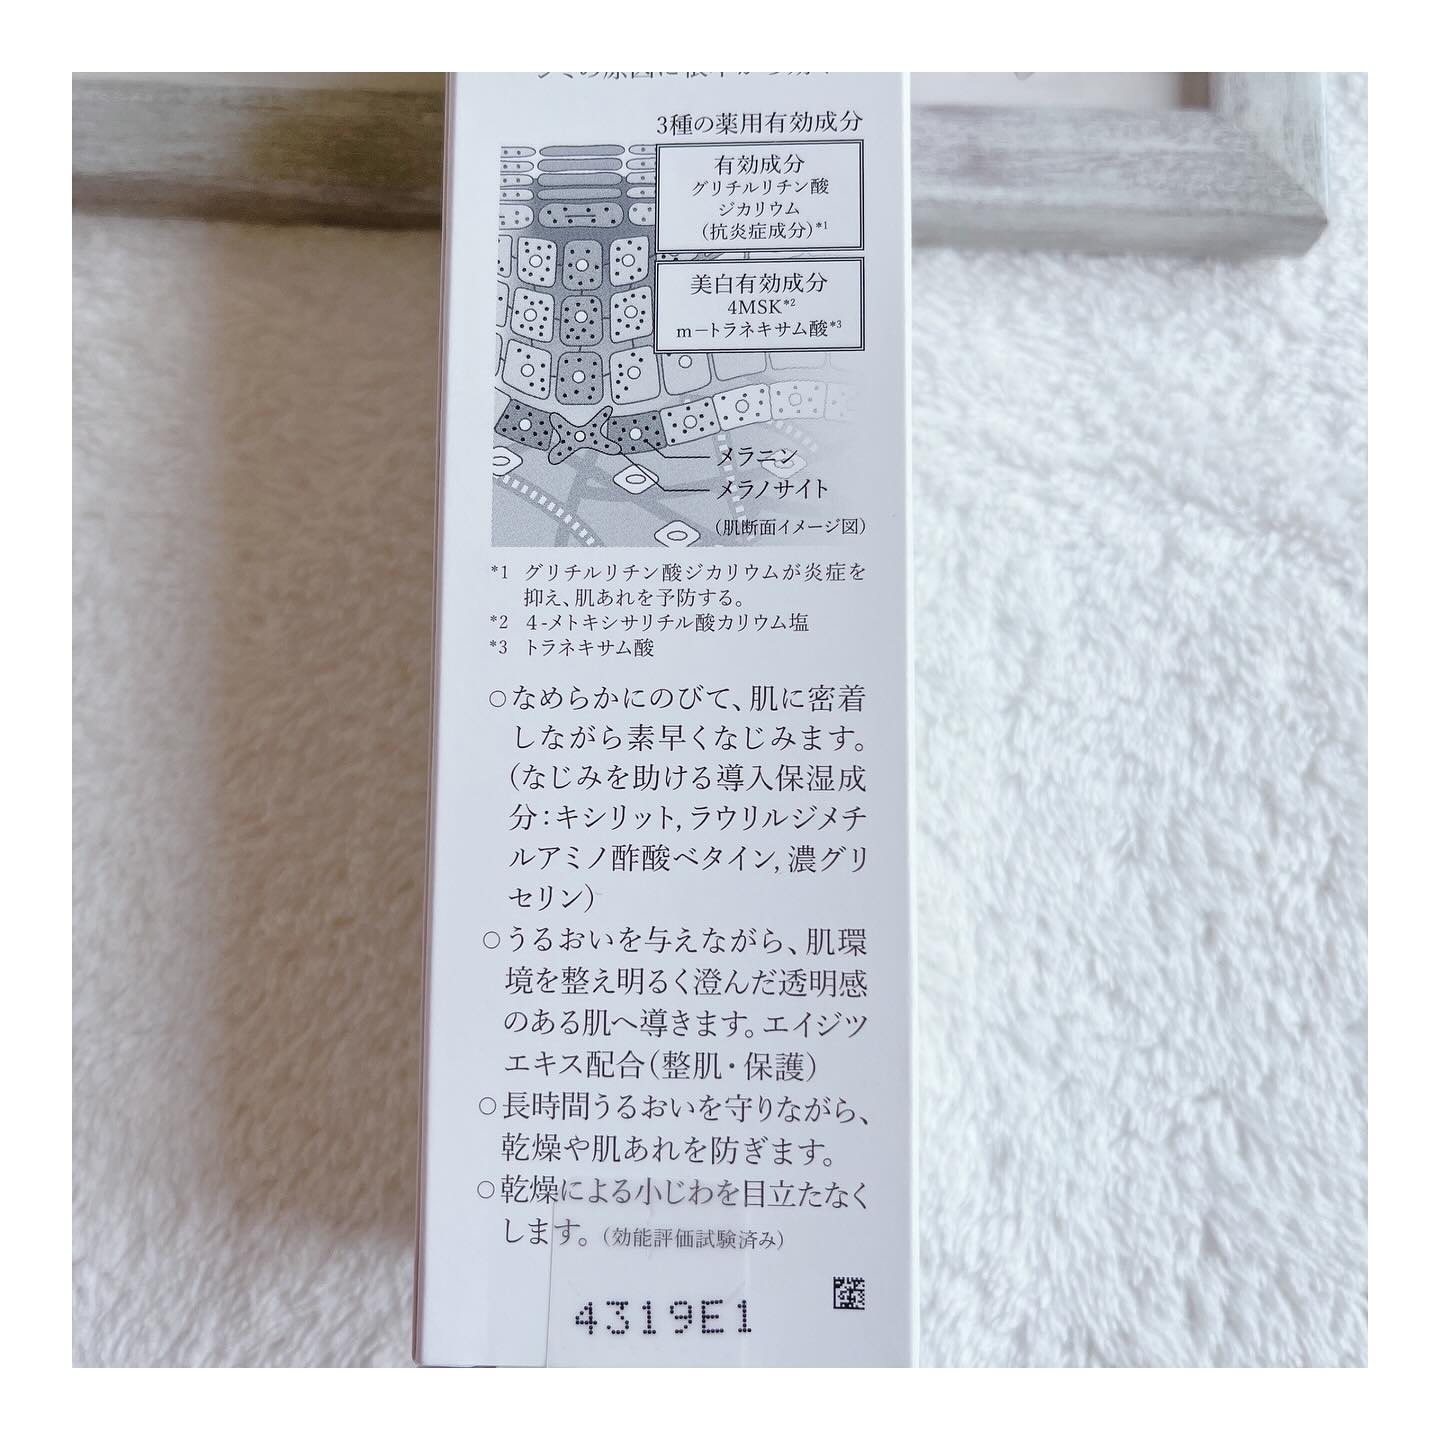 3種の薬用有効成分
有効成分
グリチルリチン酸
ジカリウム
(抗炎症成分)*1
美白有効成分
4MSK*2
m－トラネキサム酸*3
メラニン
メラノサイト
(肌断面イメージ図)
*1 グリチルリチン酸ジカリウムが炎症を
抑え、肌あれを予防する。
*2 4-メトキシサリチル酸カリウム塩
*3 トラネキサム酸
○なめらかにのびて、肌に密着
しながら素早くなじみます。
(なじみを助ける導入保湿成
分:キシリット,ラウリルジメチ
ルアミノ酢酸ベタイン,濃グリ
セリン)
○うるおいを与えながら、肌環
境を整え明るく澄んだ透明感
のある肌へ導きます。エイジツ
エキス配合(整肌・保護)
○長時間うるおいを守りながら、
乾燥や肌あれを防ぎます。
○乾燥による小じわを目立たなく
します。(効能評価試験済み)
4319E1